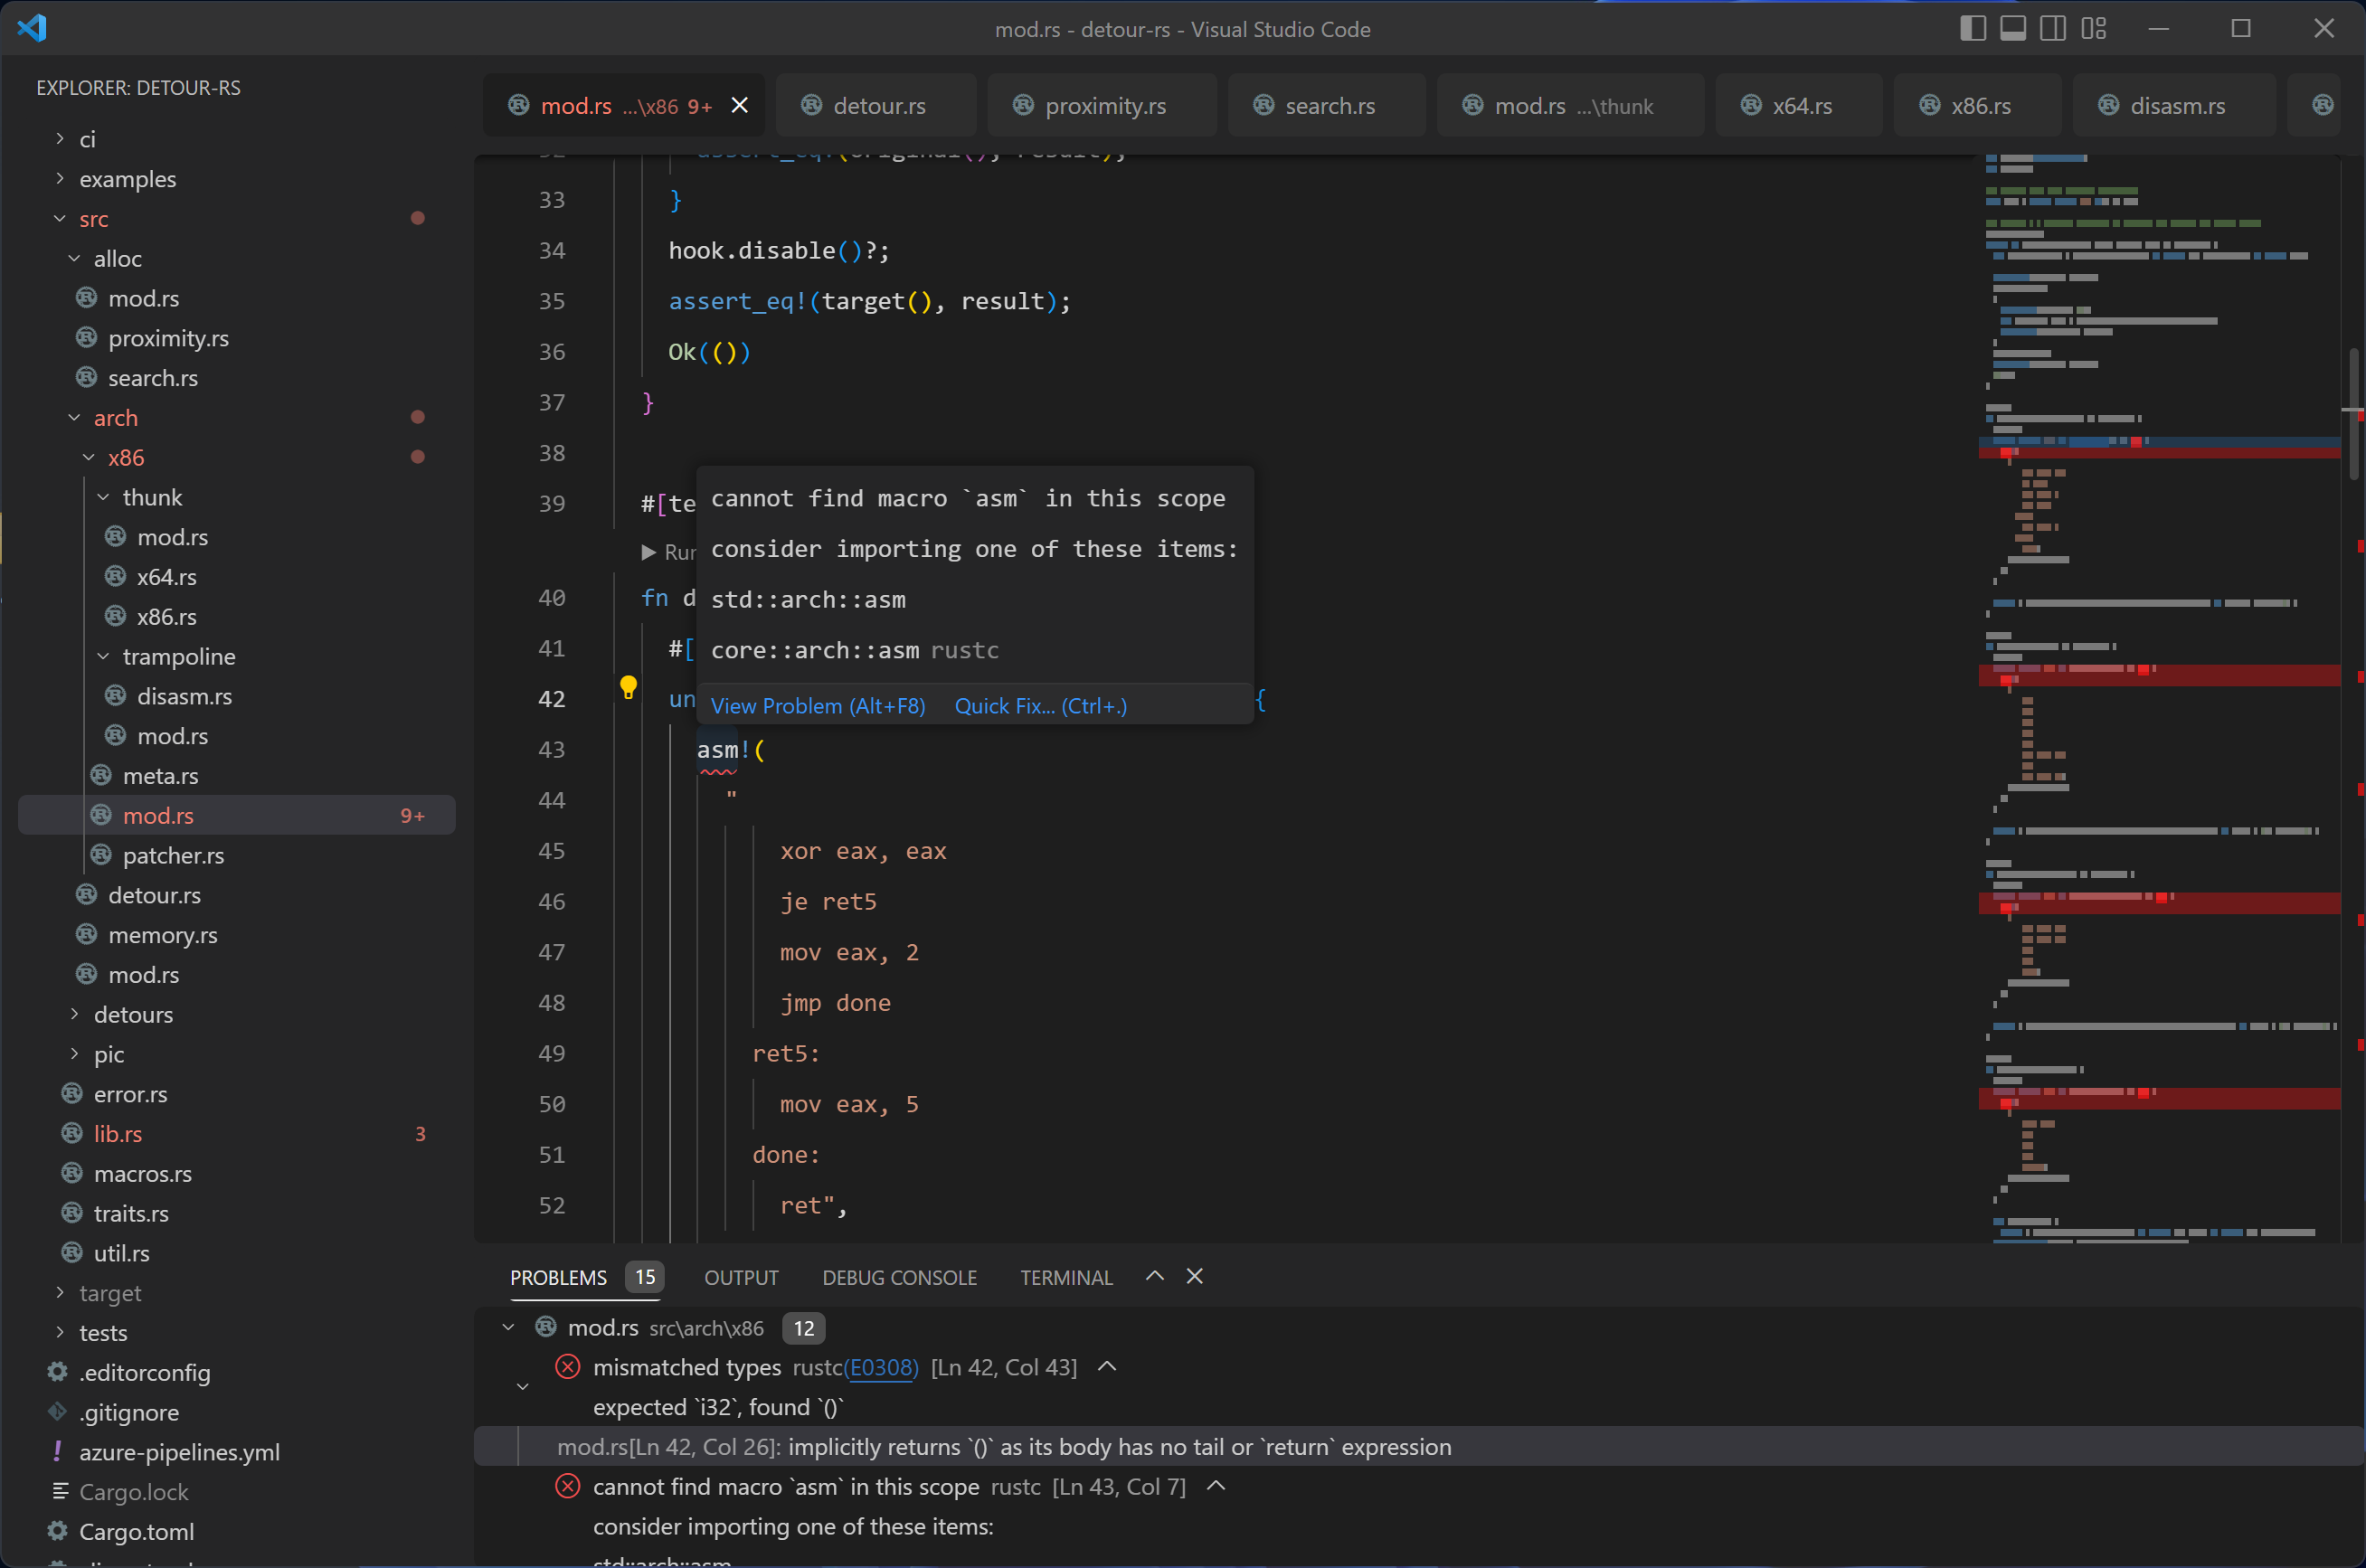 mod.rs - detour-rs - Visual Studio Code
EXPLORER: DETOUR-RS
ci
examples
src
alloc
mod.rs
proximity.rs
search.rs
arch
x86
thunk
mod.rs
x64.rs
x86.rs
trampoline
disasm.rs
mod.rs
meta.rs
mod.rs 9+
patcher.rs
detour.rs
memory.rs
mod.rs
detours
pic
error.rs
lib.rs 3
macros.rs
traits.rs
util.rs
target
tests
.editorconfig
.gitignore
azure-pipelines.yml
Cargo.lock
Cargo.toml
mod.rs ...\x86 9+
detour.rs
proximity.rs
search.rs
mod.rs ...\thunk
x64.rs
x86.rs
disasm.rs
32 assert_eq!(original(), result);
33 }
34 hook.disable()?;
35 assert_eq!(target(), result);
36 Ok(())
37 }
38
39 #[te
Run
40 fn d
41 #[
42 un {
cannot find macro `asm` in this scope
consider importing one of these items:
std::arch::asm
core::arch::asm rustc
View Problem (Alt+F8) Quick Fix... (Ctrl+.)
43 asm!(
44 "
45 xor eax, eax
46 je ret5
47 mov eax, 2
48 jmp done
49 ret5:
50 mov eax, 5
51 done:
52 ret",
PROBLEMS 15 OUTPUT DEBUG CONSOLE TERMINAL
mod.rs src\arch\x86 12
mismatched types rustc(E0308) [Ln 42, Col 43]
expected `i32`, found `()`
mod.rs[Ln 42, Col 26]: implicitly returns `()` as its body has no tail or `return` expression
cannot find macro `asm` in this scope rustc [Ln 43, Col 7]
consider importing one of these items:
std::arch::asm